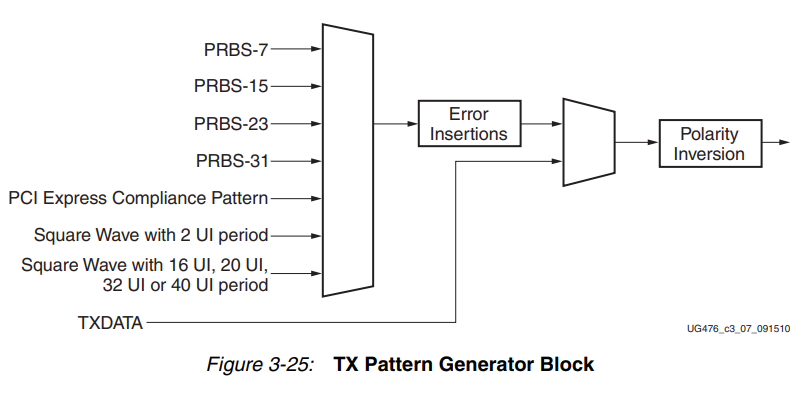 PRBS-7
PRBS-15
PRBS-23
PRBS-31
PCI Express Compliance Pattern
Square Wave with 2 UI period
Square Wave with 16 UI, 20 UI,
32 UI or 40 UI period
TXDATA
Error
Insertions
Polarity
Inversion
UG476_c3_07_091510
Figure 3-25: TX Pattern Generator Block